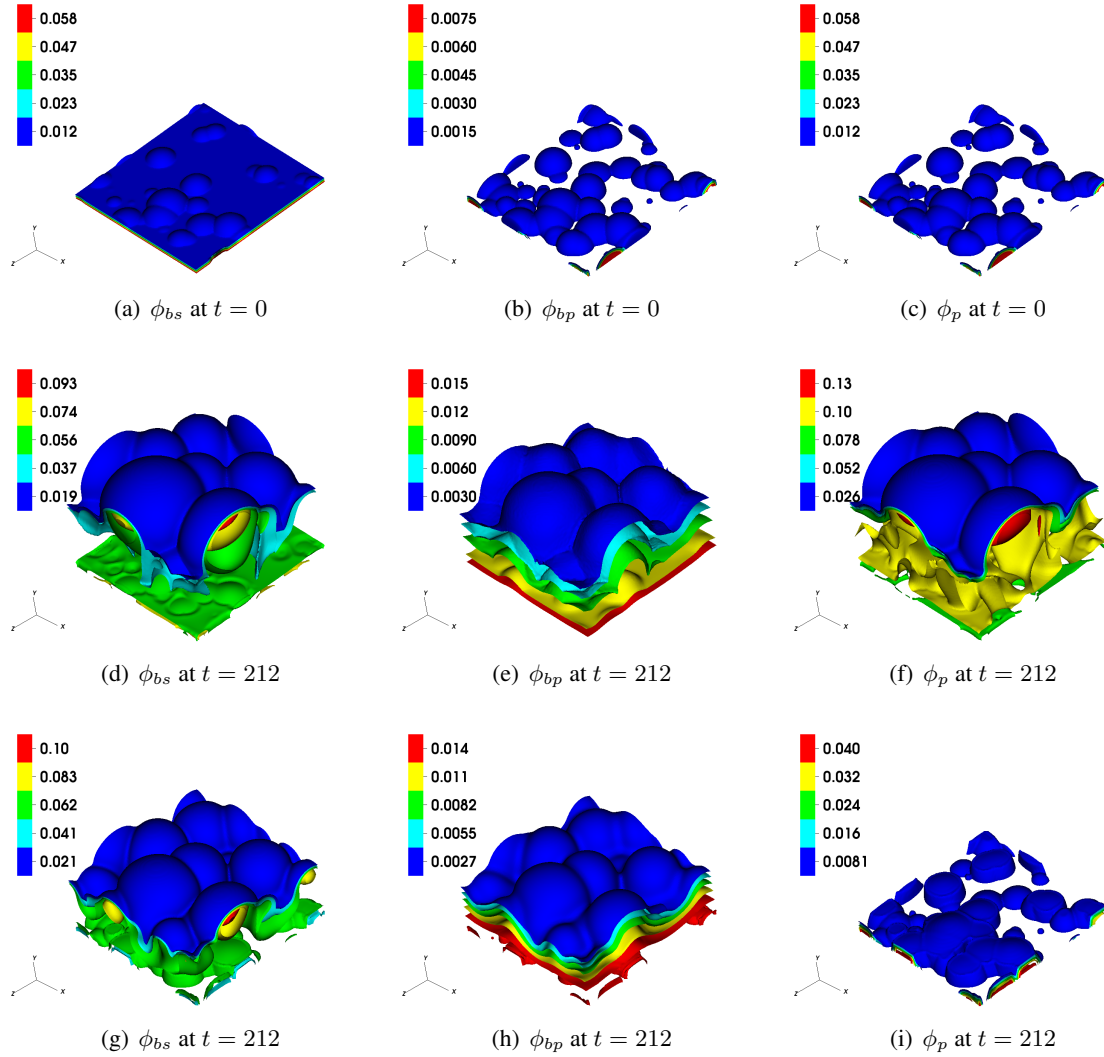 0.058
0.047
0.035
0.023
0.012
Y
Z
X
(a) ϕbs at t = 0
0.0075
0.0060
0.0045
0.0030
0.0015
Y
Z
X
(b) ϕbp at t = 0
0.058
0.047
0.035
0.023
0.012
Y
Z
X
(c) ϕp at t = 0
0.093
0.074
0.056
0.037
0.019
Y
Z
X
(d) ϕbs at t = 212
0.015
0.012
0.0090
0.0060
0.0030
Y
Z
X
(e) ϕbp at t = 212
0.13
0.10
0.078
0.052
0.026
Y
Z
X
(f) ϕp at t = 212
0.10
0.083
0.062
0.041
0.021
Y
Z
X
(g) ϕbs at t = 212
0.014
0.011
0.0082
0.0055
0.0027
Y
Z
X
(h) ϕbp at t = 212
0.040
0.032
0.024
0.016
0.0081
Y
Z
X
(i) ϕp at t = 212